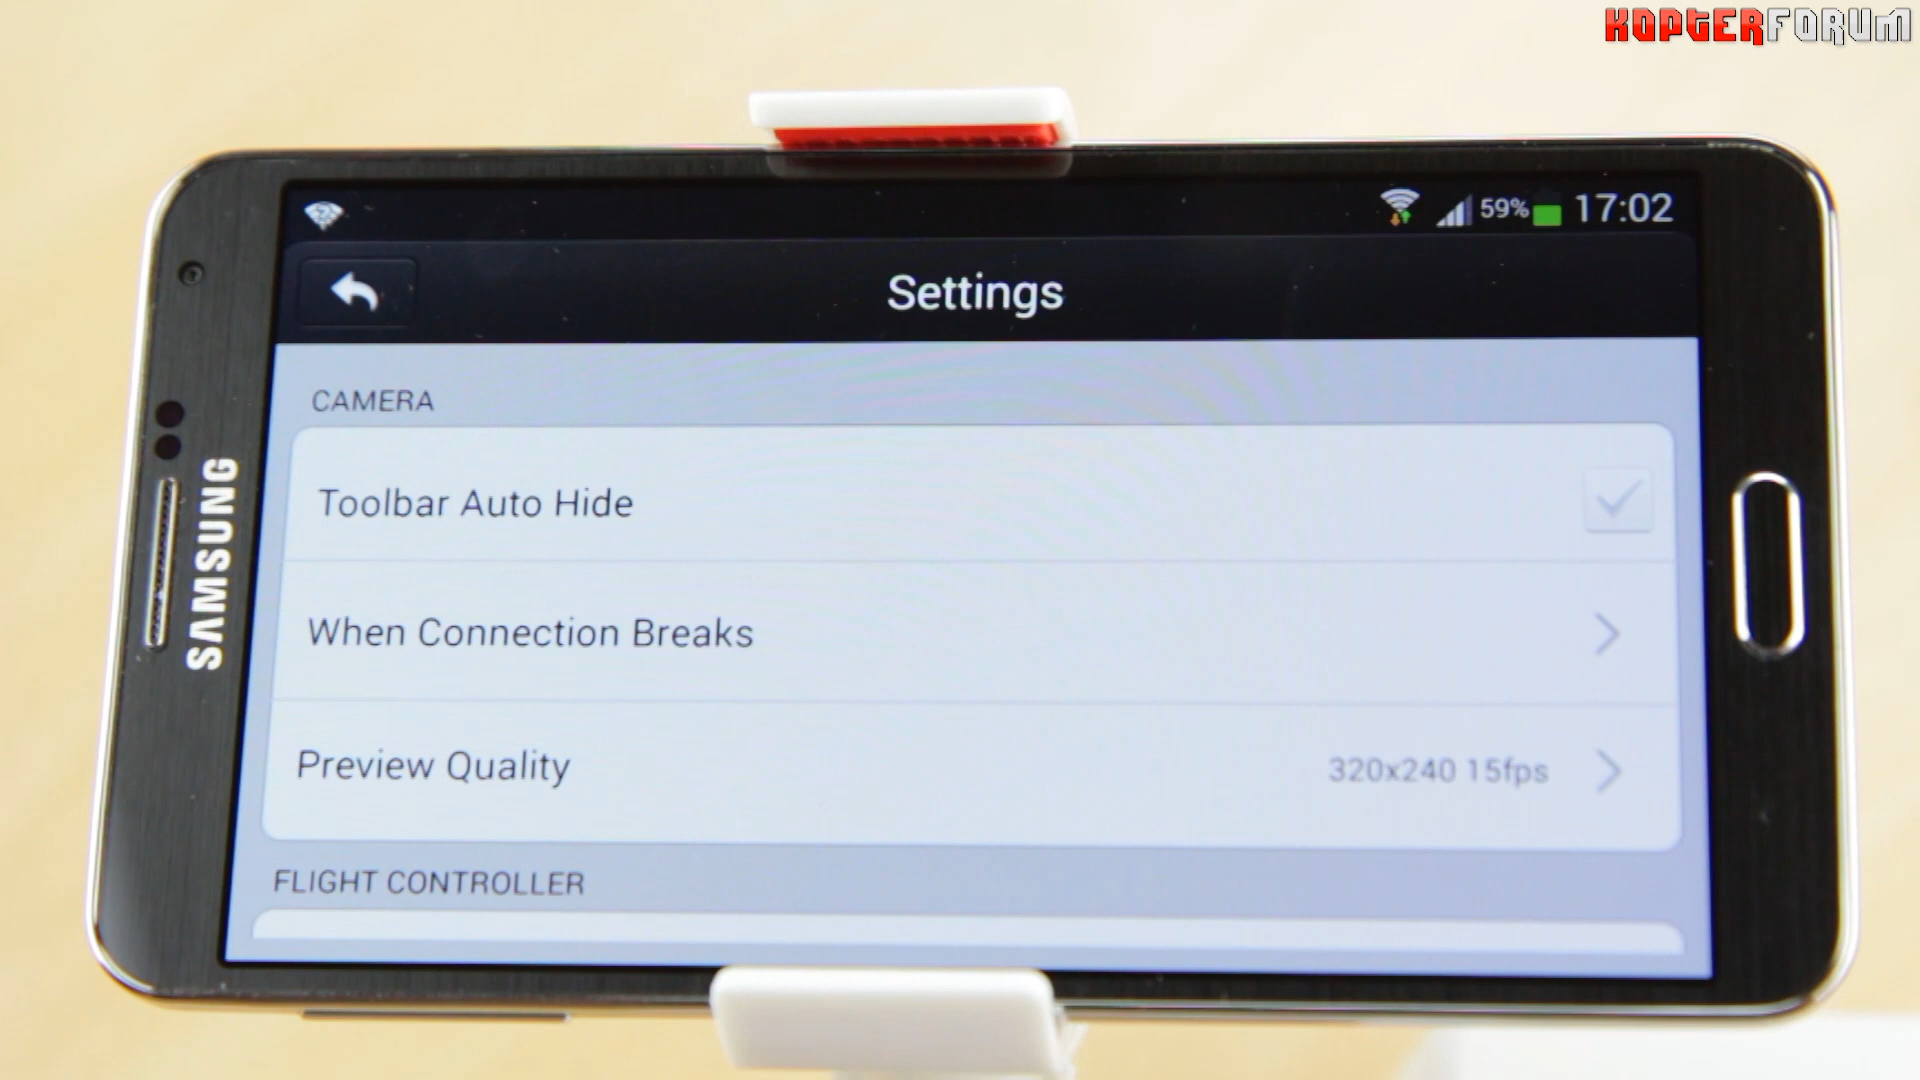 KOPTERFORUM
59% 17:02
Settings
CAMERA
Toolbar Auto Hide
When Connection Breaks
Preview Quality 320x240 15fps
FLIGHT CONTROLLER
SAMSUNG